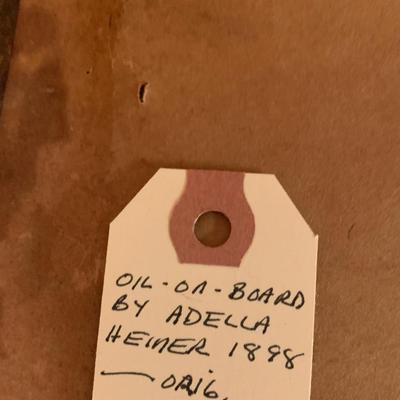 OIL-ON-BOARD
BY ADELLA
HEINER 1898
— ORIG.